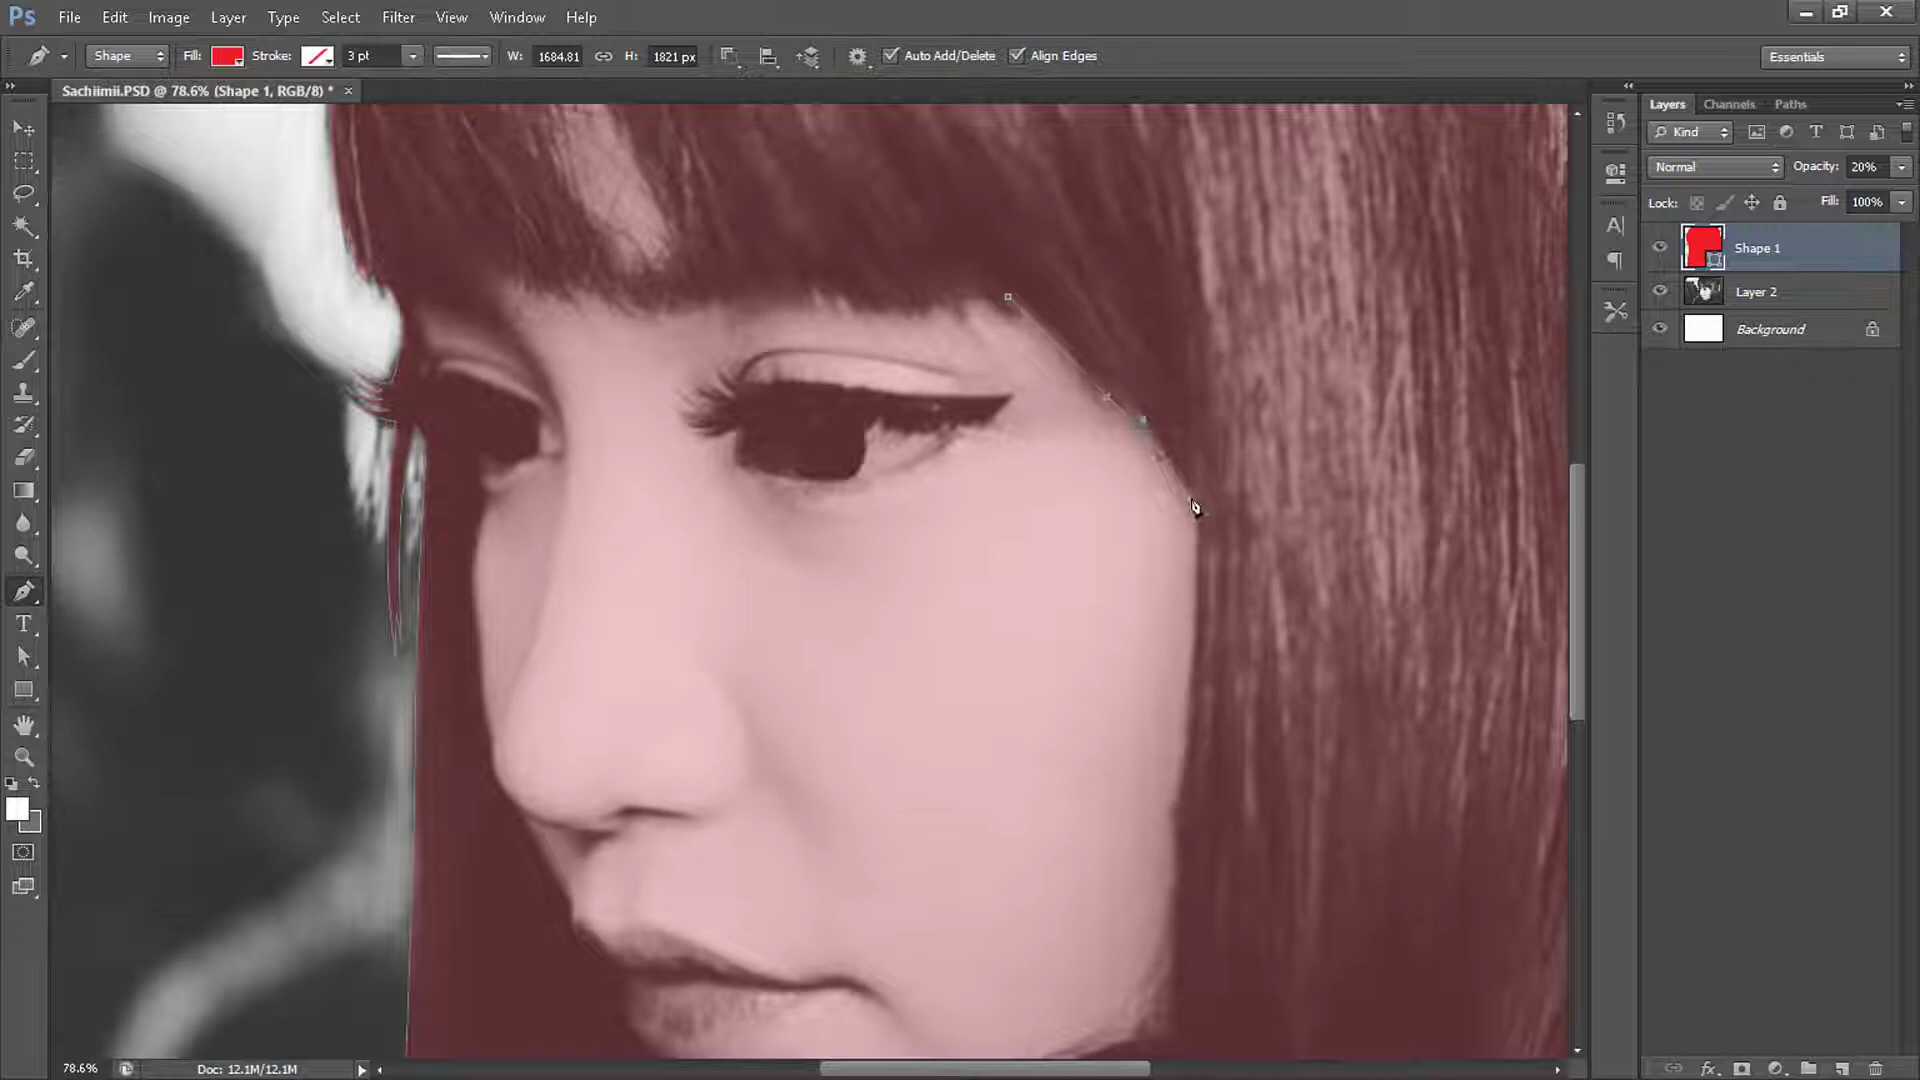 Ps File Edit Image Layer Type Select Filter View Window Help
Shape Fill: Stroke: 3 pt W: 1684.81 H: 1821 px Auto Add/Delete Align Edges Essentials
Sachiimii.PSD @ 78.6% (Shape 1, RGB/8) * ×
Layers Channels Paths
Kind
Normal Opacity: 20%
Lock: Fill: 100%
Shape 1
Layer 2
Background
78.6% Doc: 12.1M/12.1M